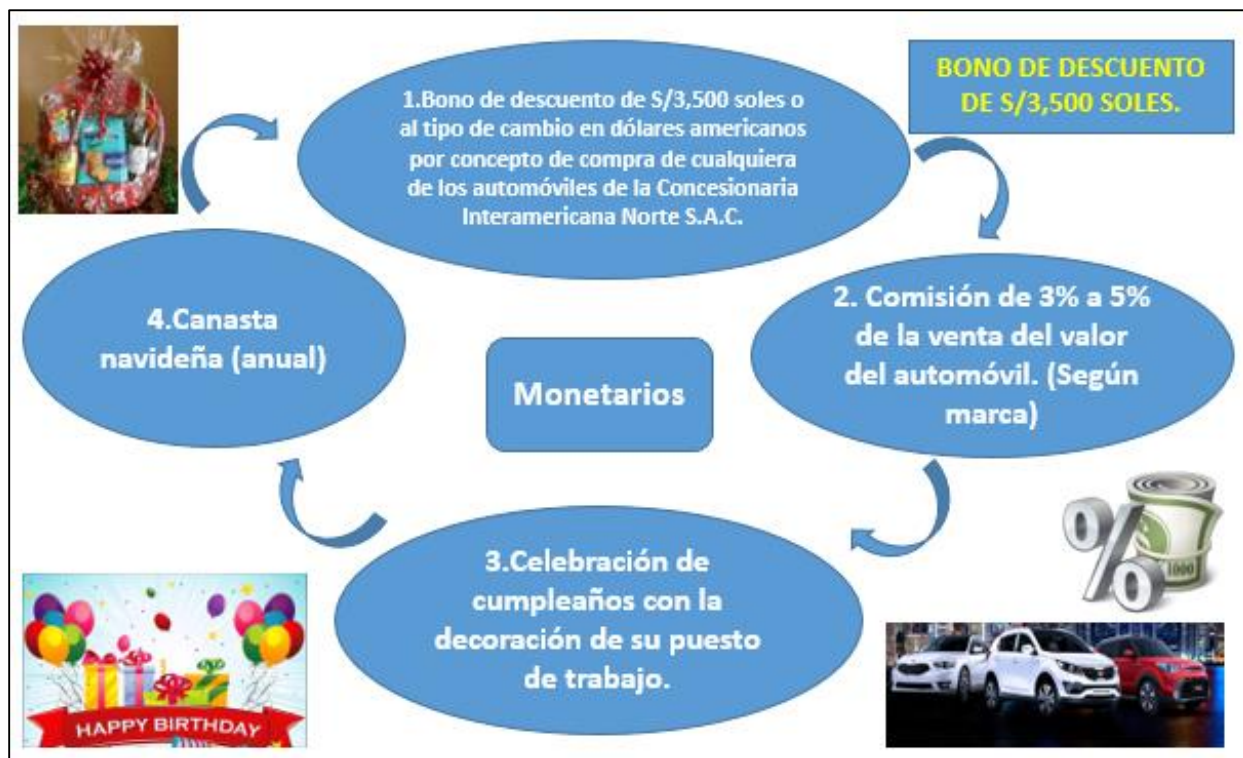 1.Bono de descuento de S/3,500 soles o
al tipo de cambio en dólares americanos
por concepto de compra de cualquiera
de los automóviles de la Concesionaria
Interamericana Norte S.A.C.
BONO DE DESCUENTO
DE S/3,500 SOLES.
2. Comisión de 3% a 5%
de la venta del valor
del automóvil. (Según
marca)
4.Canasta
navideña (anual)
Monetarios
3.Celebración de
cumpleaños con la
decoración de su puesto
de trabajo.
%
1000
HAPPY BIRTHDAY